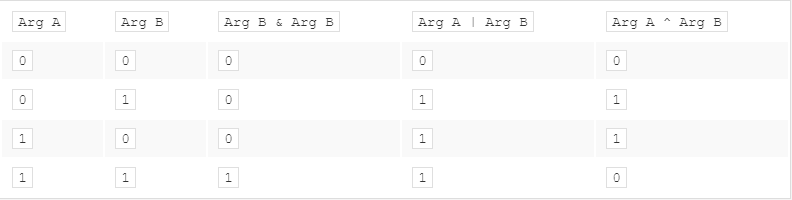 Arg A Arg B Arg B & Arg B Arg A | Arg B Arg A ^ Arg B
0 0 0 0 0
0 1 0 1 1
1 0 0 1 1
1 1 1 1 0